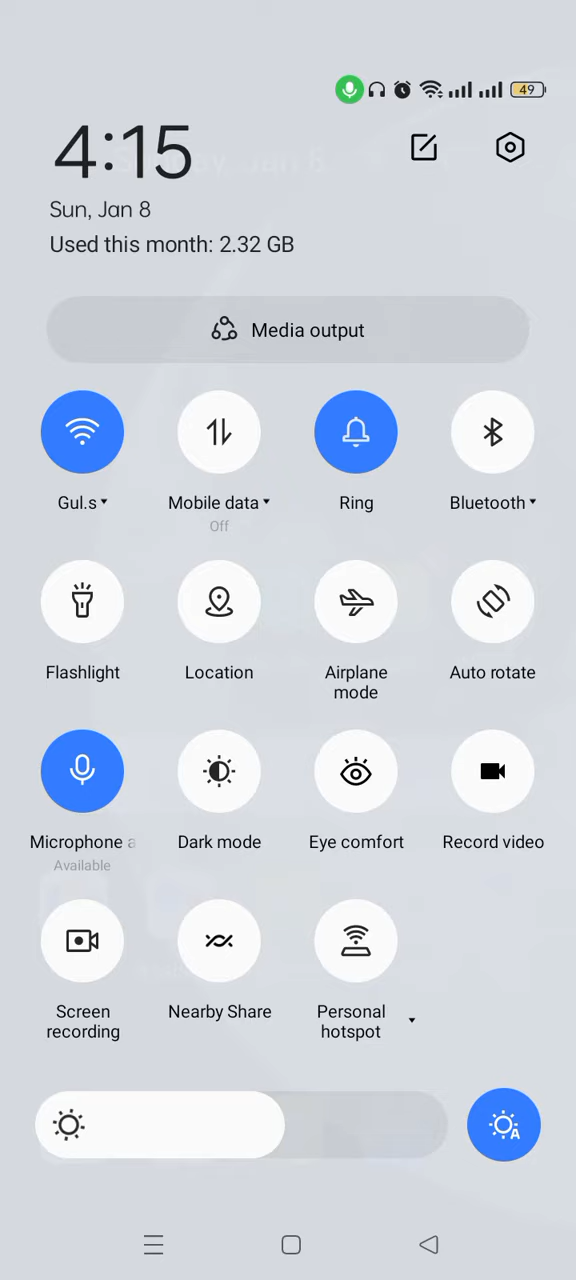 49
4:15
Sun, Jan 8
Used this month: 2.32 GB
Media output
Gul.s
Mobile data
Off
Ring
Bluetooth
Flashlight
Location
Airplane
mode
Auto rotate
Microphone a
Available
Dark mode
Eye comfort
Record video
Screen
recording
Nearby Share
Personal
hotspot
A